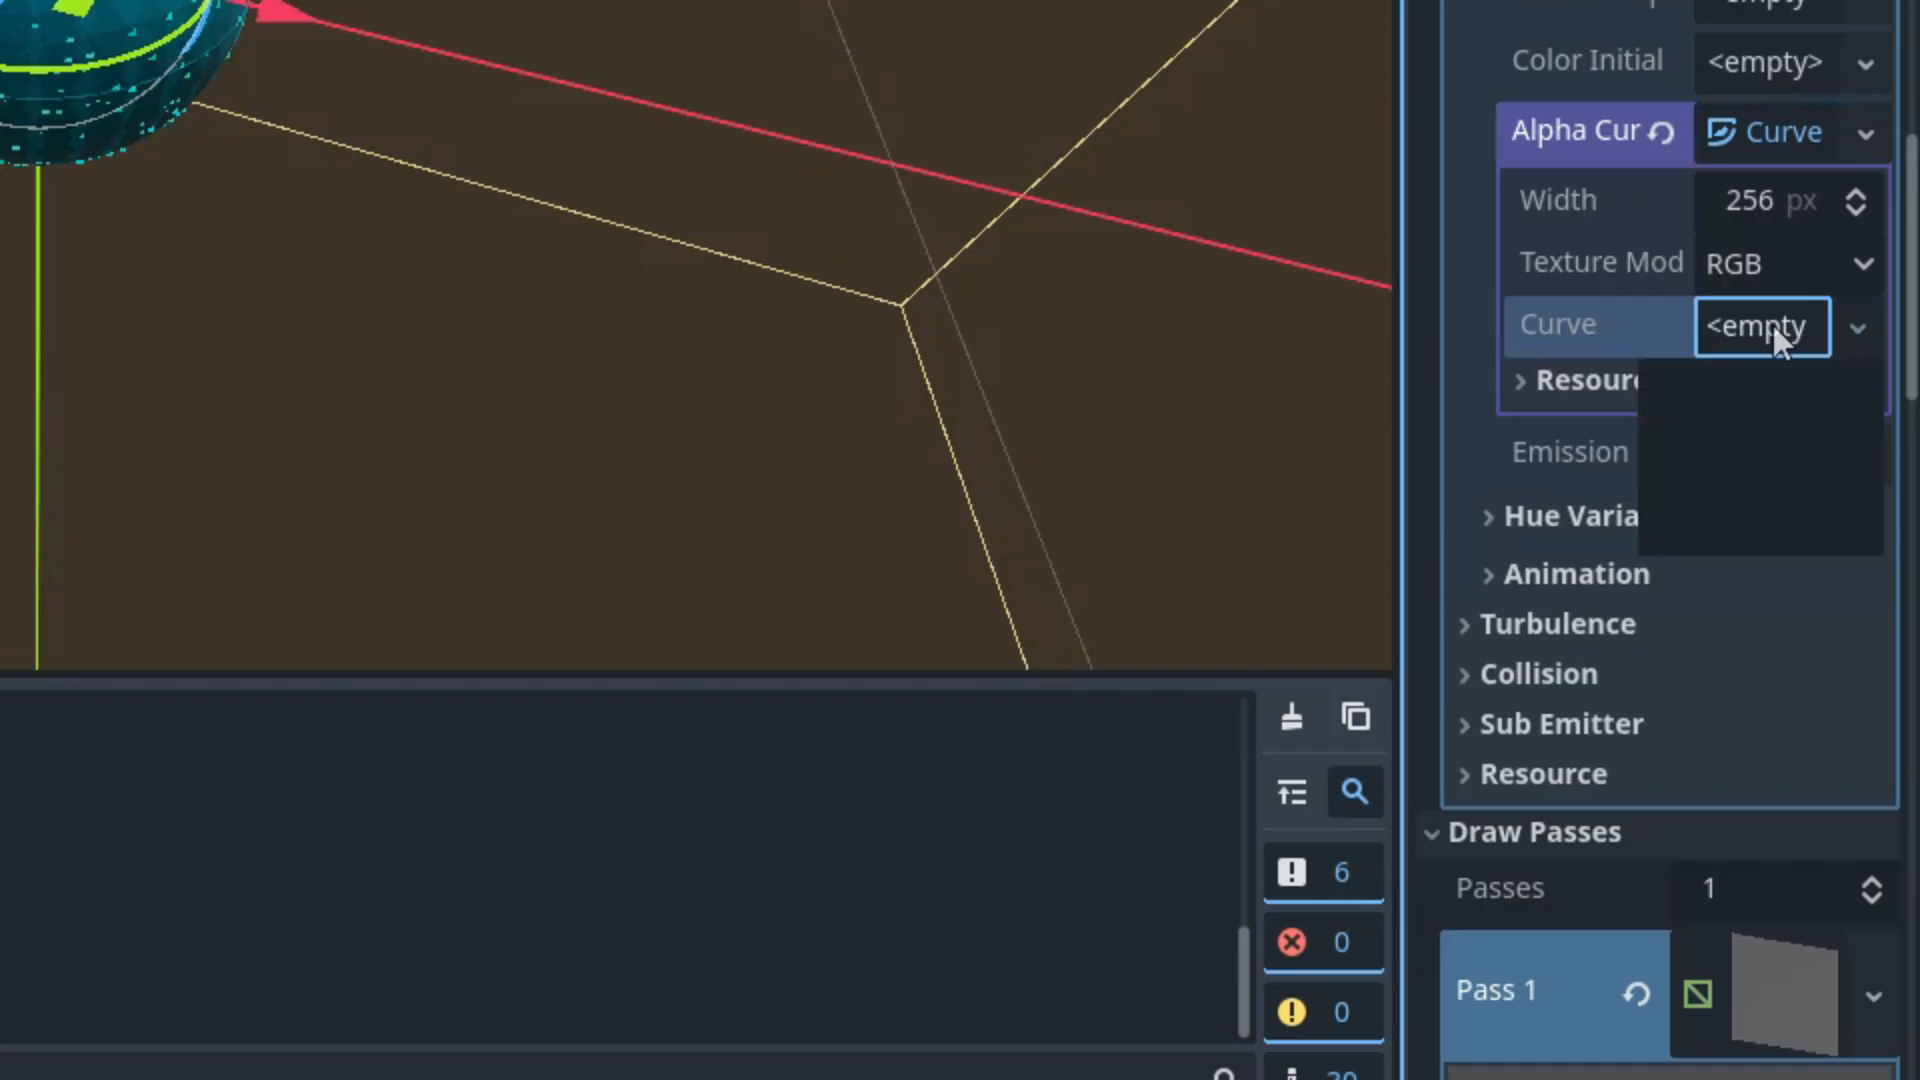 Color Initial <empty>
Alpha Cur Curve
Width 256 px
Texture Mod RGB
Curve <empty
Resourc
Emission
Hue Varia
Animation
Turbulence
Collision
Sub Emitter
Resource
Draw Passes
Passes 1
Pass 1
6
0
0